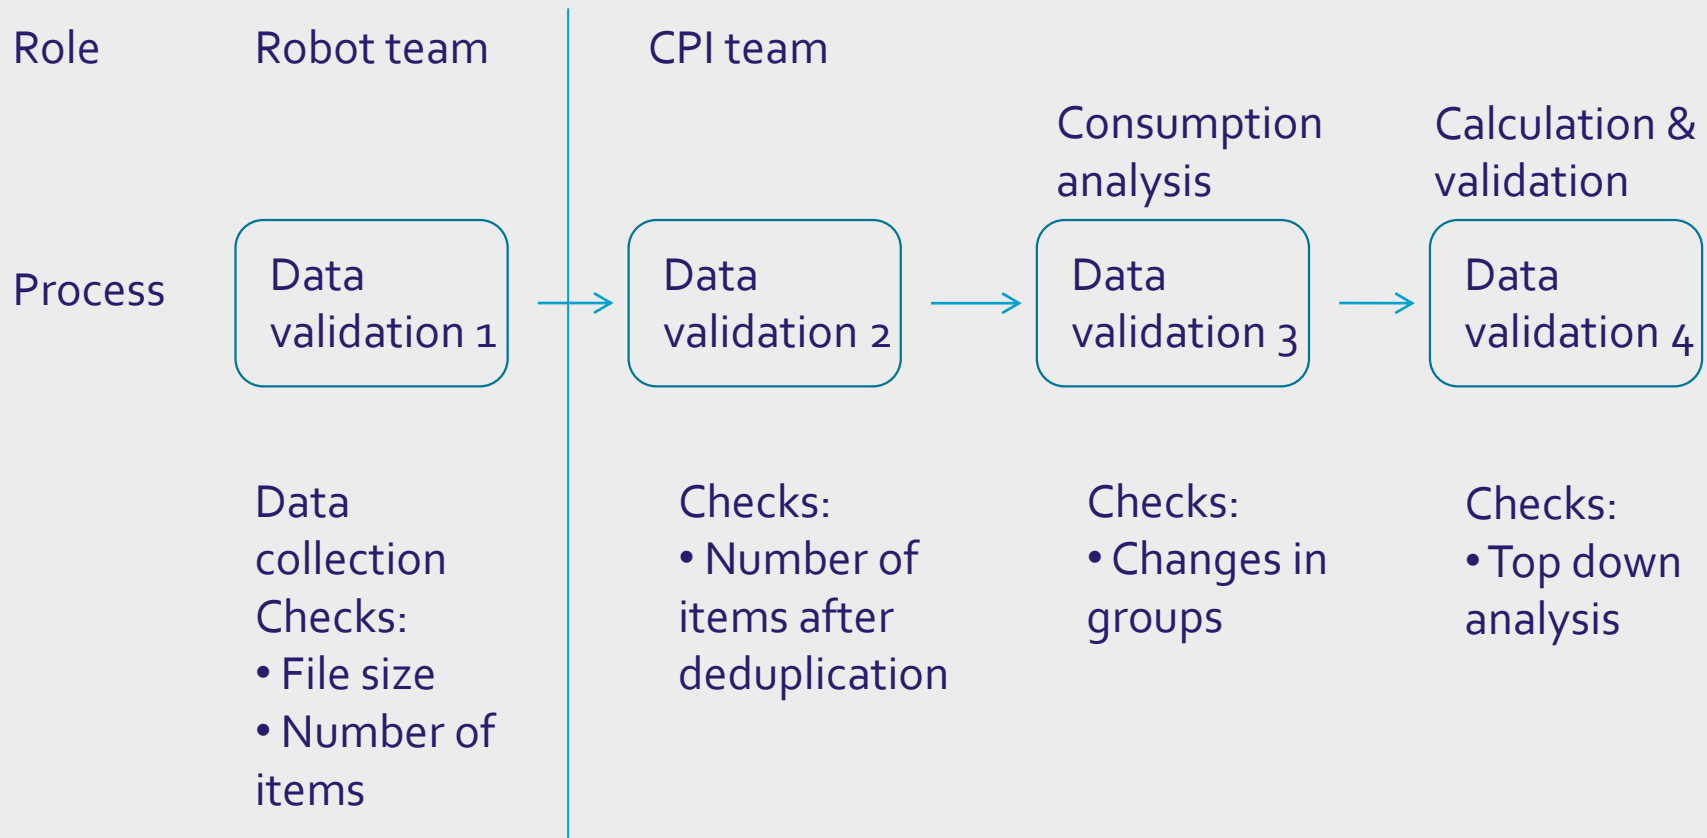 Role
Robot team
CPI team
Consumption
analysis
Calculation &
validation
Process
Data
validation 1
Data
validation 2
Data
validation 3
Data
validation 4
Data
collection
Checks:
• File size
• Number of
items
Checks:
• Number of
items after
deduplication
Checks:
• Changes in
groups
Checks:
• Top down
analysis